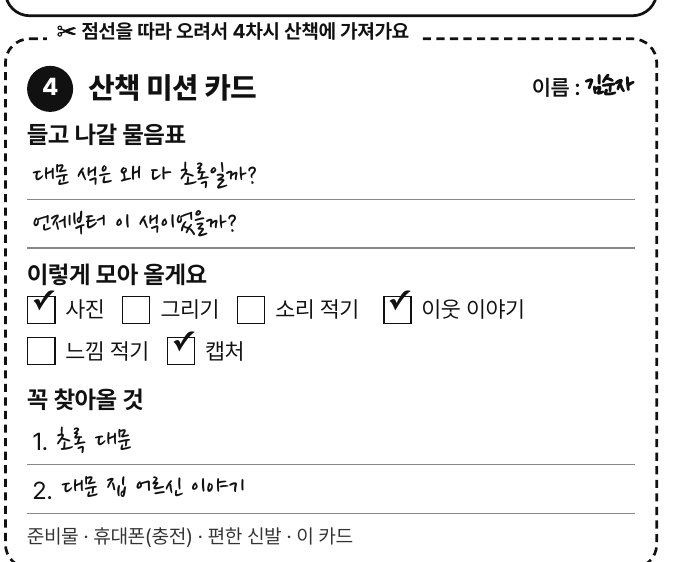 ✂ 점선을 따라 오려서 4차시 산책에 가져가요
4 산책 미션 카드 이름 : 김순자
들고 나갈 물음표
대문 색은 왜 다 초록일까?
언제부터 이 색이었을까?
이렇게 모아 올게요
사진 그리기 소리 적기 이웃 이야기
느낌 적기 캡처
꼭 찾아올 것
1. 초록 대문
2. 대문 집 어르신 이야기
준비물 · 휴대폰(충전) · 편한 신발 · 이 카드